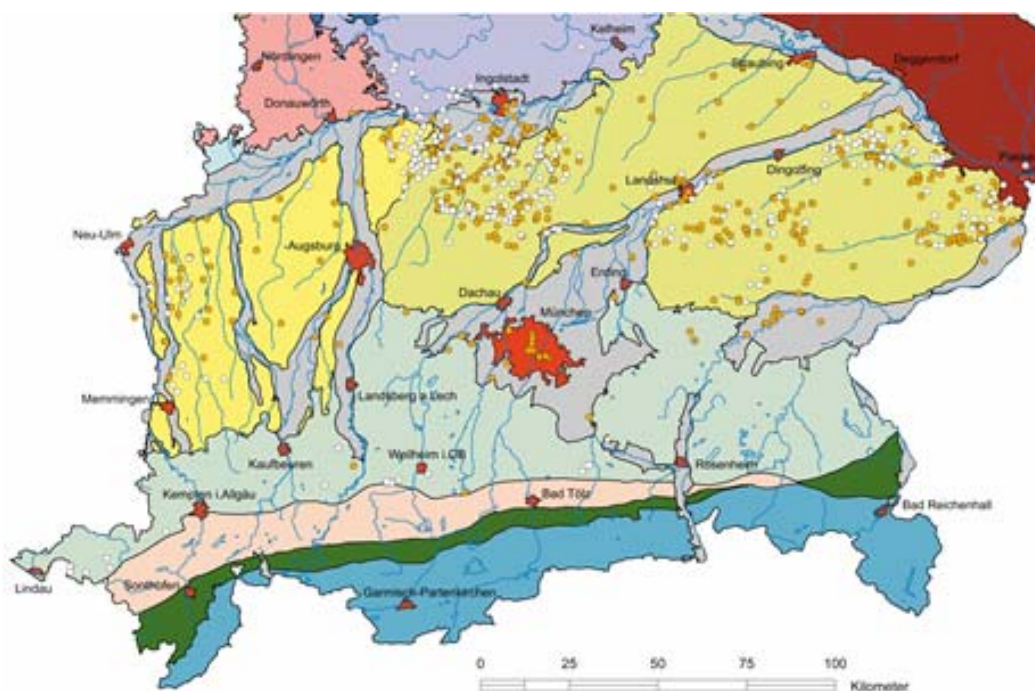 Nördlingen
Kelheim
Straubing
Deggendorf
Ingolstadt
Donauwörth
Passau
Dingolfing
Landshut
Neu-Ulm
Augsburg
Erding
Dachau
München
Memmingen
Landsberg a.Lech
Kaufbeuren
Weilheim i.OB
Rosenheim
Kempten i.Allgäu
Bad Tölz
Bad Reichenhall
Lindau
Sonthofen
Garmisch-Partenkirchen
0 25 50 75 100
Kilometer